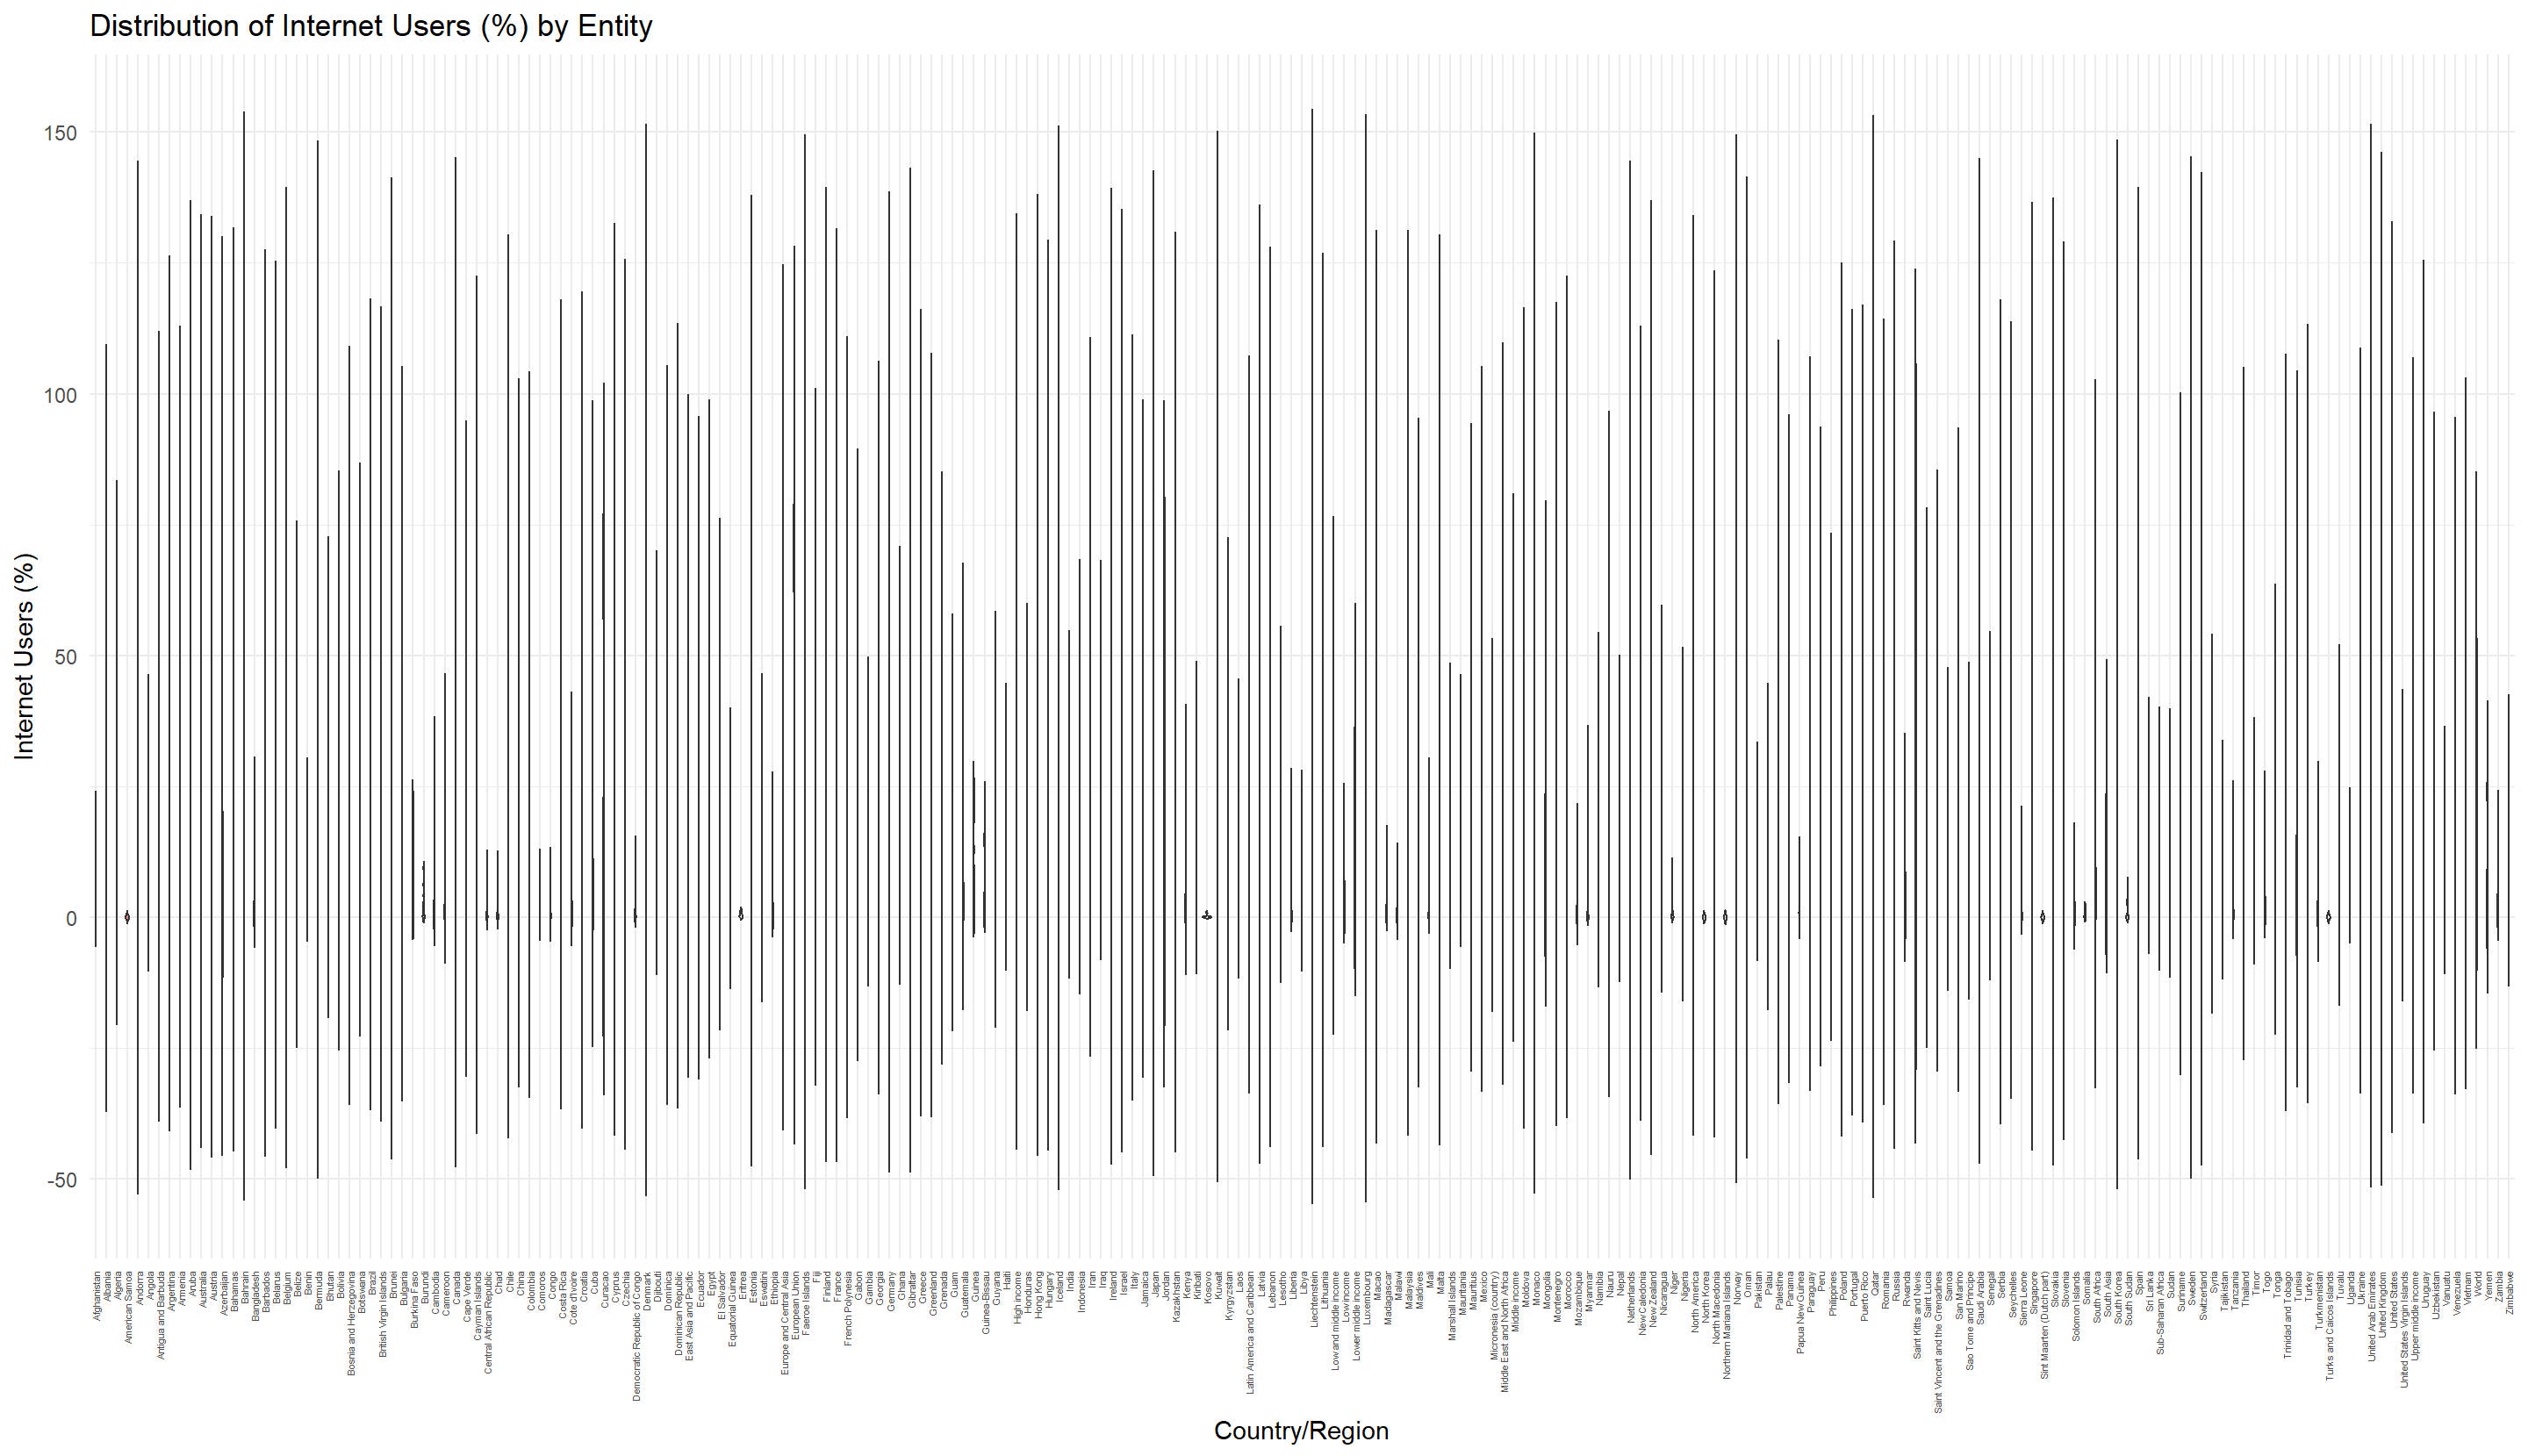 Distribution of Internet Users (%) by Entity
Internet Users (%)
150
100
50
0
-50
Afghanistan
Albania
Algeria
American Samoa
Andorra
Angola
Antigua and Barbuda
Argentina
Armenia
Aruba
Australia
Austria
Azerbaijan
Bahamas
Bahrain
Bangladesh
Barbados
Belarus
Belgium
Belize
Benin
Bermuda
Bhutan
Bolivia
Bosnia and Herzegovina
Botswana
Brazil
British Virgin Islands
Brunei
Bulgaria
Burkina Faso
Burundi
Cambodia
Cameroon
Canada
Cape Verde
Cayman Islands
Central African Republic
Chad
Chile
China
Colombia
Comoros
Congo
Costa Rica
Cote d'Ivoire
Croatia
Cuba
Curacao
Cyprus
Czechia
Democratic Republic of Congo
Denmark
Djibouti
Dominica
Dominican Republic
East Asia and Pacific
Ecuador
Egypt
El Salvador
Equatorial Guinea
Eritrea
Estonia
Eswatini
Ethiopia
Europe and Central Asia
European Union
Faeroe Islands
Fiji
Finland
France
French Polynesia
Gabon
Gambia
Georgia
Germany
Ghana
Gibraltar
Greece
Greenland
Grenada
Guam
Guatemala
Guinea
Guinea-Bissau
Guyana
Haiti
High income
Honduras
Hong Kong
Hungary
Iceland
India
Indonesia
Iran
Iraq
Ireland
Israel
Italy
Jamaica
Japan
Jordan
Kazakhstan
Kenya
Kiribati
Kosovo
Kuwait
Kyrgyzstan
Laos
Latin America and Caribbean
Latvia
Lebanon
Lesotho
Liberia
Libya
Liechtenstein
Lithuania
Low and middle income
Low income
Lower middle income
Luxembourg
Macao
Madagascar
Malawi
Malaysia
Maldives
Mali
Malta
Marshall Islands
Mauritania
Mauritius
Mexico
Micronesia (country)
Middle East and North Africa
Middle income
Moldova
Monaco
Mongolia
Montenegro
Morocco
Mozambique
Myanmar
Namibia
Nauru
Nepal
Netherlands
New Caledonia
New Zealand
Nicaragua
Niger
Nigeria
North America
North Korea
North Macedonia
Northern Mariana Islands
Norway
Oman
Pakistan
Palau
Palestine
Panama
Papua New Guinea
Paraguay
Peru
Philippines
Poland
Portugal
Puerto Rico
Qatar
Romania
Russia
Rwanda
Saint Kitts and Nevis
Saint Lucia
Saint Vincent and the Grenadines
Samoa
San Marino
Sao Tome and Principe
Saudi Arabia
Senegal
Serbia
Seychelles
Sierra Leone
Singapore
Sint Maarten (Dutch part)
Slovakia
Slovenia
Solomon Islands
Somalia
South Africa
South Asia
South Korea
South Sudan
Spain
Sri Lanka
Sub-Saharan Africa
Sudan
Suriname
Sweden
Switzerland
Syria
Tajikistan
Tanzania
Thailand
Timor
Togo
Tonga
Trinidad and Tobago
Tunisia
Turkey
Turkmenistan
Turks and Caicos Islands
Tuvalu
Uganda
Ukraine
United Arab Emirates
United Kingdom
United States
United States Virgin Islands
Upper middle income
Uruguay
Uzbekistan
Vanuatu
Venezuela
Vietnam
World
Yemen
Zambia
Zimbabwe
Country/Region